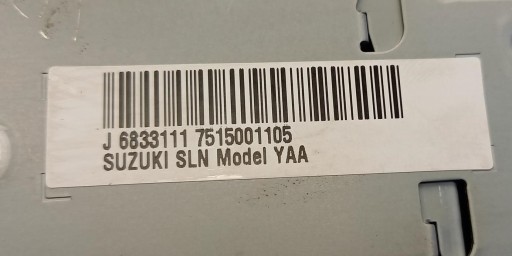 J 6833111 7515001105
SUZUKI SLN Model YAA